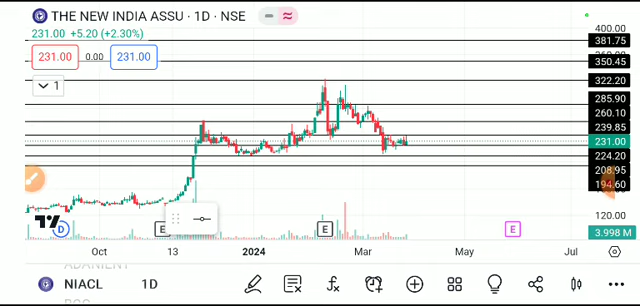 THE NEW INDIA ASSU · 1D · NSE
231.00 +5.20 (+2.30%)
231.00 0.00 231.00
1
400.00
381.75
350.45
322.20
285.90
260.10
239.85
231.00
224.20
208.95
194.60
120.00
3.998 M
D E E E
Oct 13 2024 Mar May Jul
ADANIENT
NIACL 1D